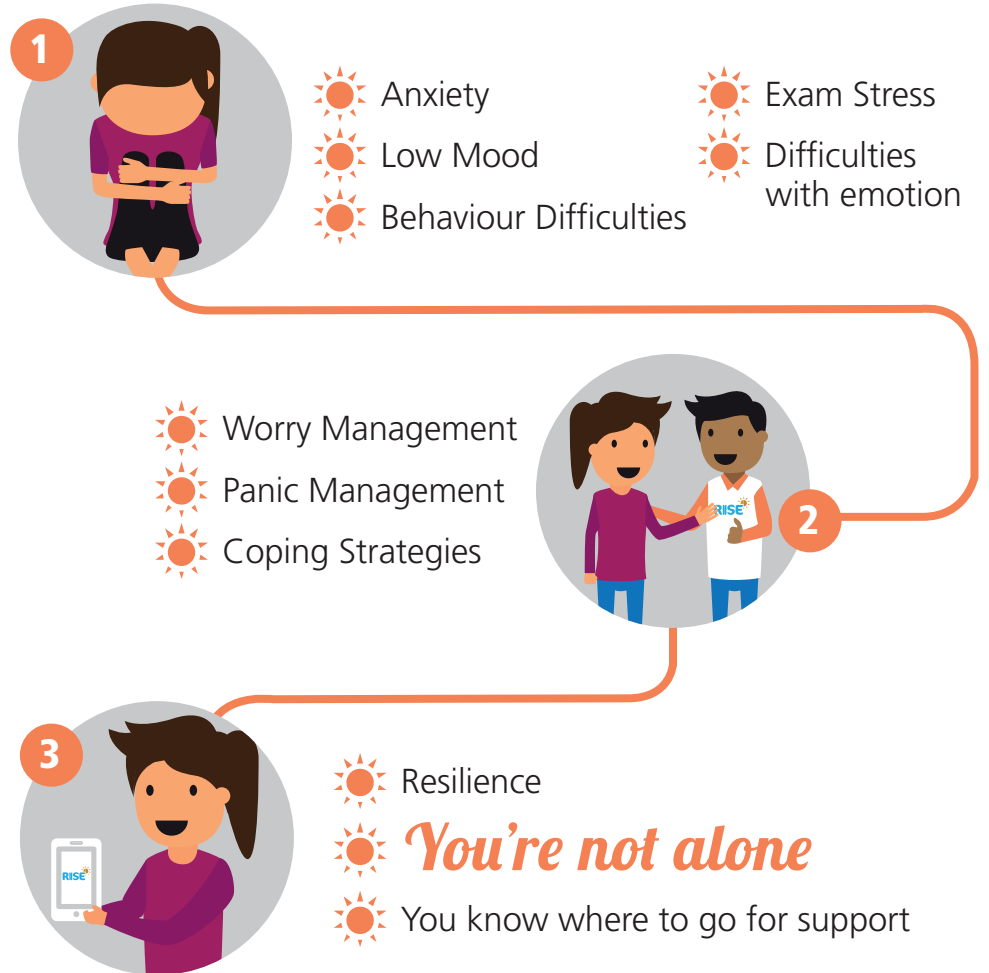 1
Anxiety
Low Mood
Behaviour Difficulties
Exam Stress
Difficulties
with emotion
Worry Management
Panic Management
Coping Strategies
RISE
2
3
RISE
Resilience
You're not alone
You know where to go for support